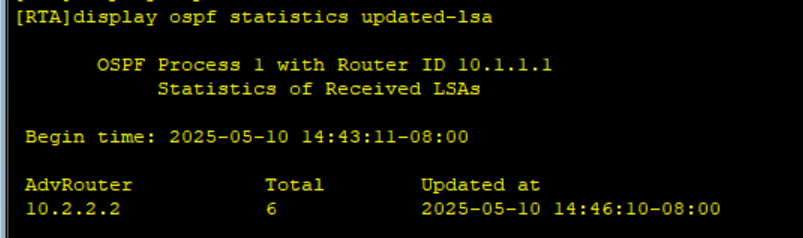 [RTA]display ospf statistics updated-lsa
OSPF Process 1 with Router ID 10.1.1.1
Statistics of Received LSAs
Begin time: 2025-05-10 14:43:11-08:00
AdvRouter Total Updated at
10.2.2.2 6 2025-05-10 14:46:10-08:00